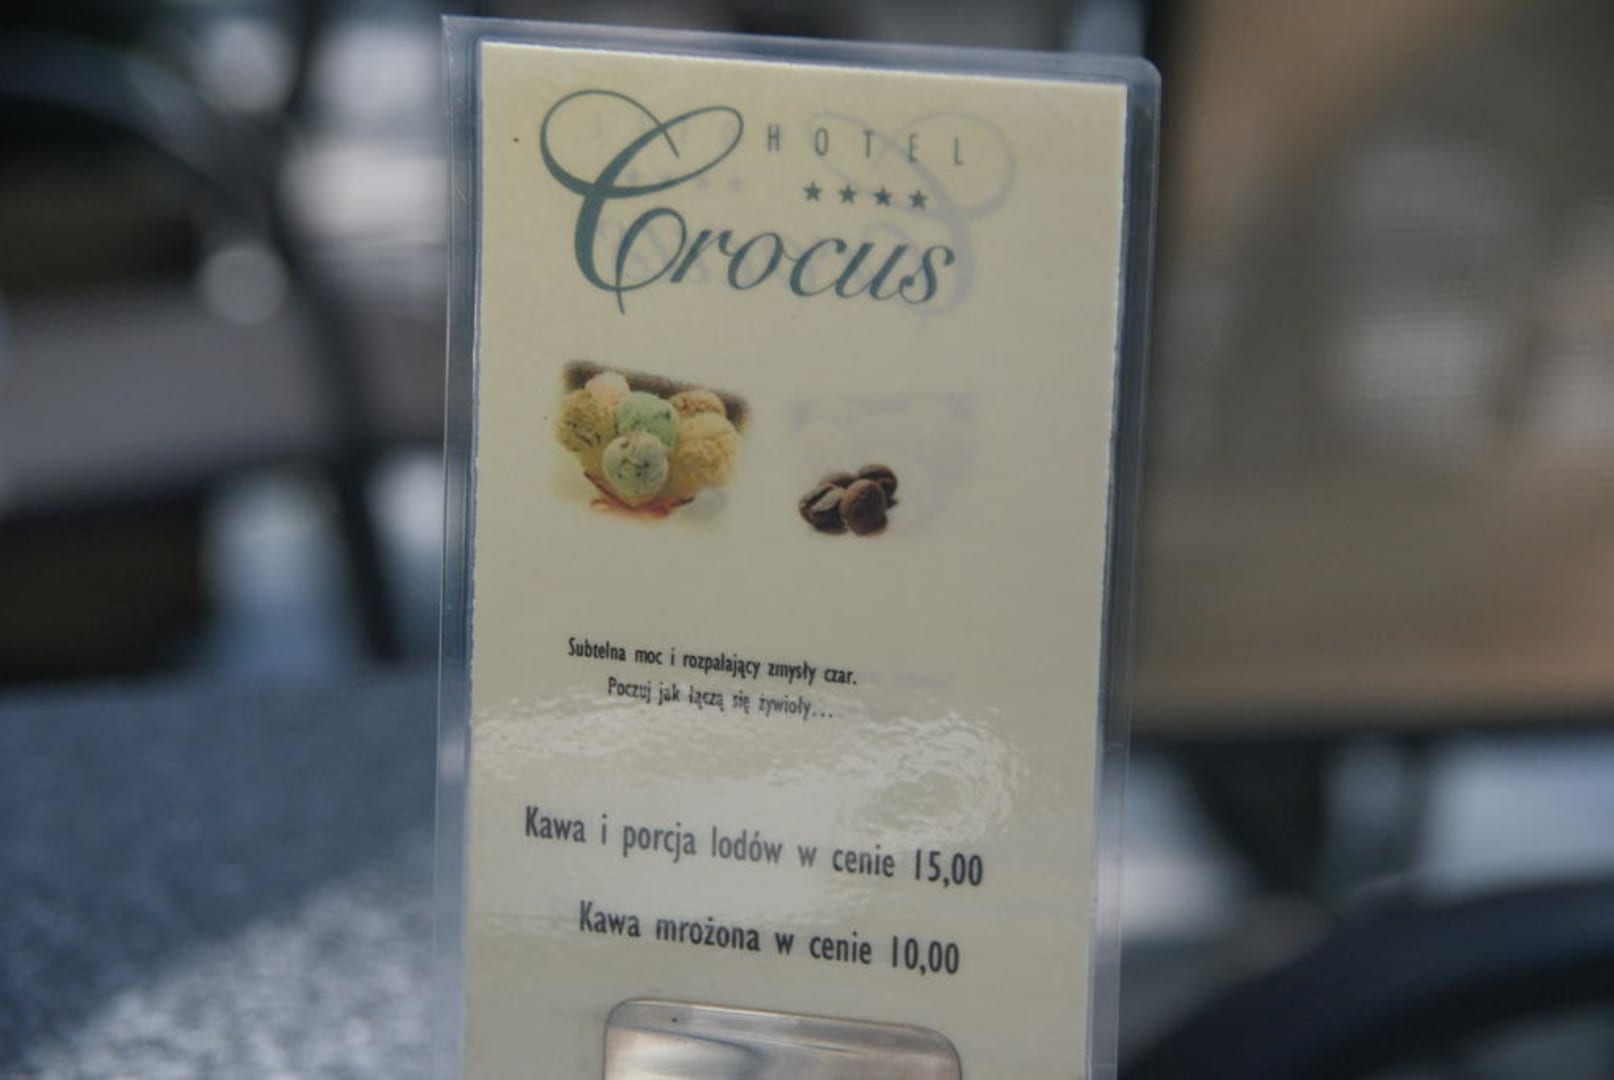 HOTEL
Crocus
Subtelna moc i rozpalający zmysły czar.
Poczuj jak łączą się żywioły...
Kawa i porcja lodów w cenie 15,00
Kawa mrożona w cenie 10,00